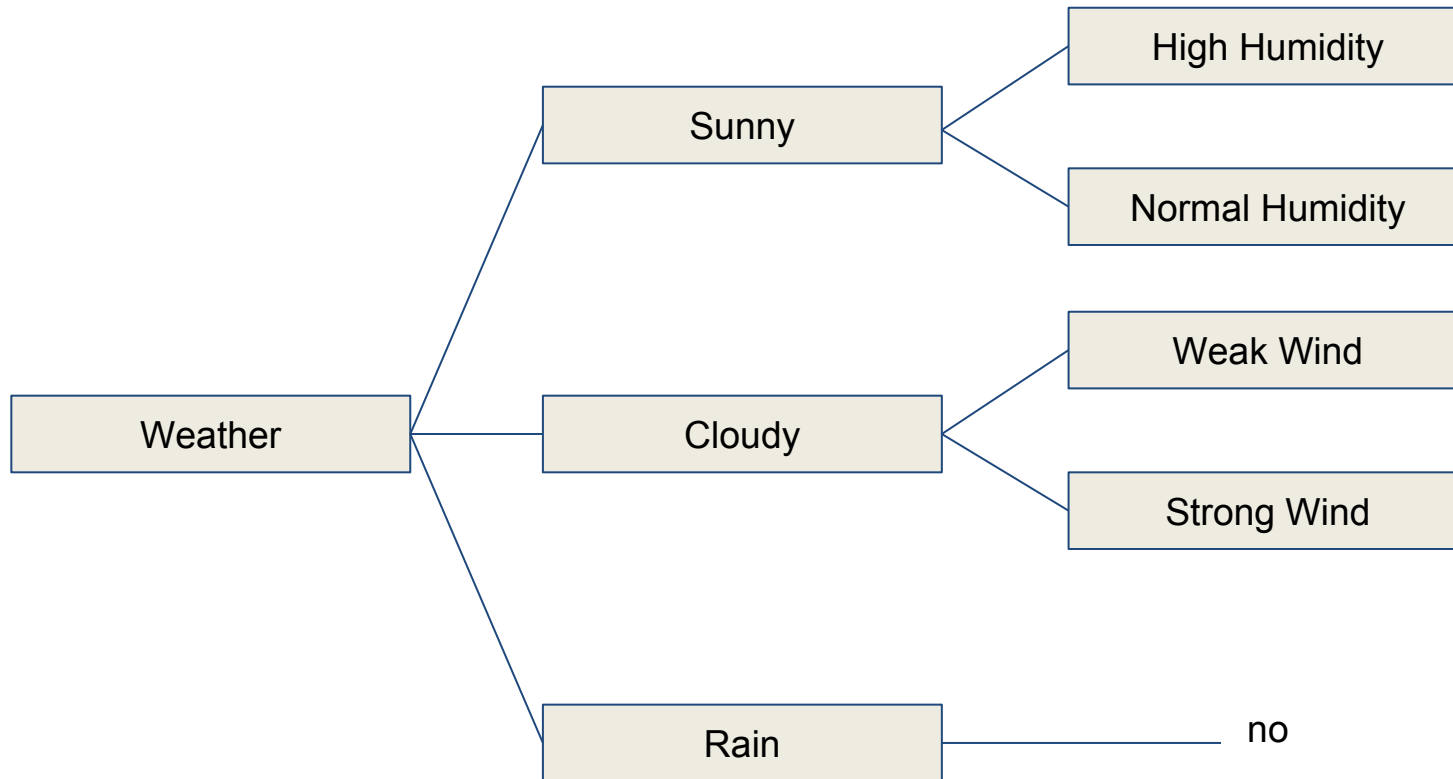 High Humidity
Sunny
Normal Humidity
Weak Wind
Weather
Cloudy
Strong Wind
Rain
no